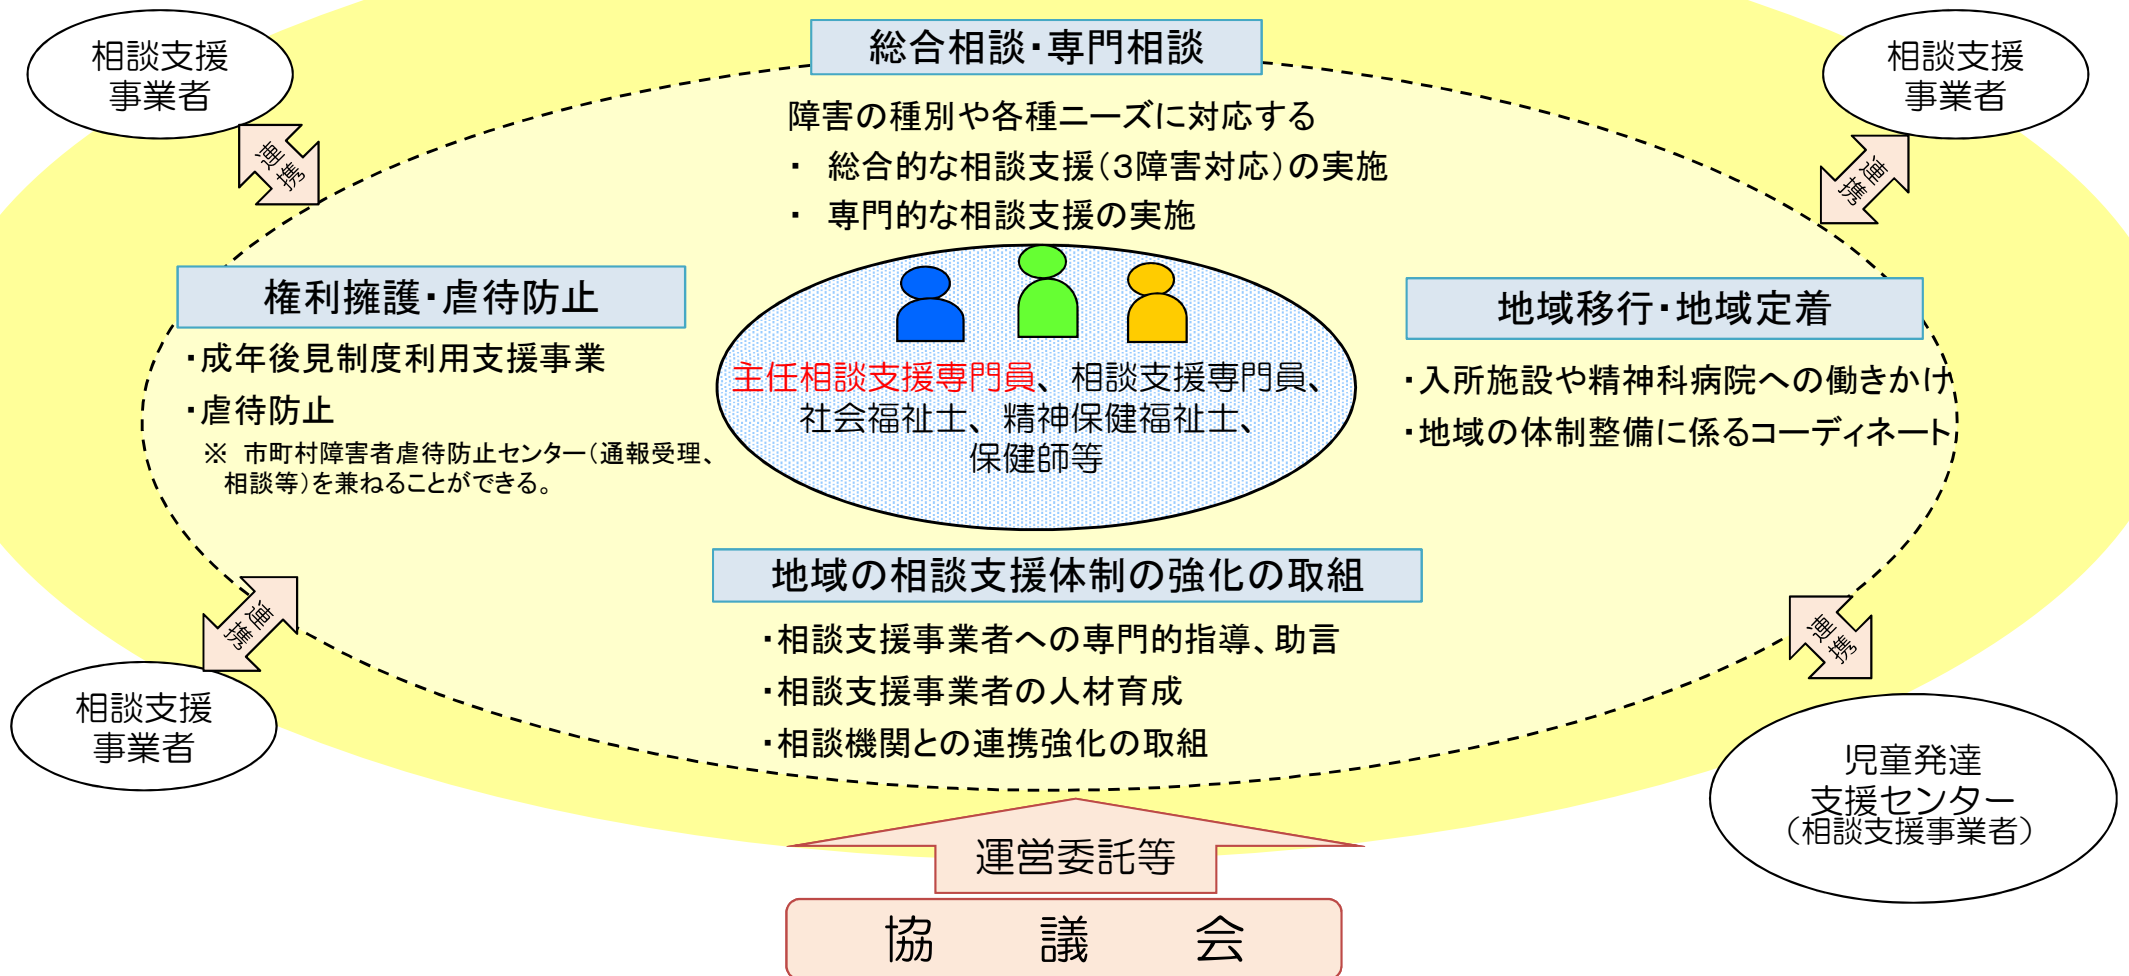 相談支援
事業者
総合相談・専門相談
相談支援
事業者
障害の種別や各種ニーズに対応する
・ 総合的な相談支援(3障害対応)の実施
・ 専門的な相談支援の実施
連携
連携
権利擁護・虐待防止
・成年後見制度利用支援事業
・虐待防止
※ 市町村障害者虐待防止センター(通報受理、
相談等)を兼ねることができる。
主任相談支援専門員、相談支援専門員、
社会福祉士、精神保健福祉士、
保健師等
地域移行・地域定着
・入所施設や精神科病院への働きかけ
・地域の体制整備に係るコーディネート
地域の相談支援体制の強化の取組
・相談支援事業者への専門的指導、助言
・相談支援事業者の人材育成
・相談機関との連携強化の取組
連携
連携
相談支援
事業者
児童発達
支援センター
(相談支援事業者)
運営委託等
協 議 会